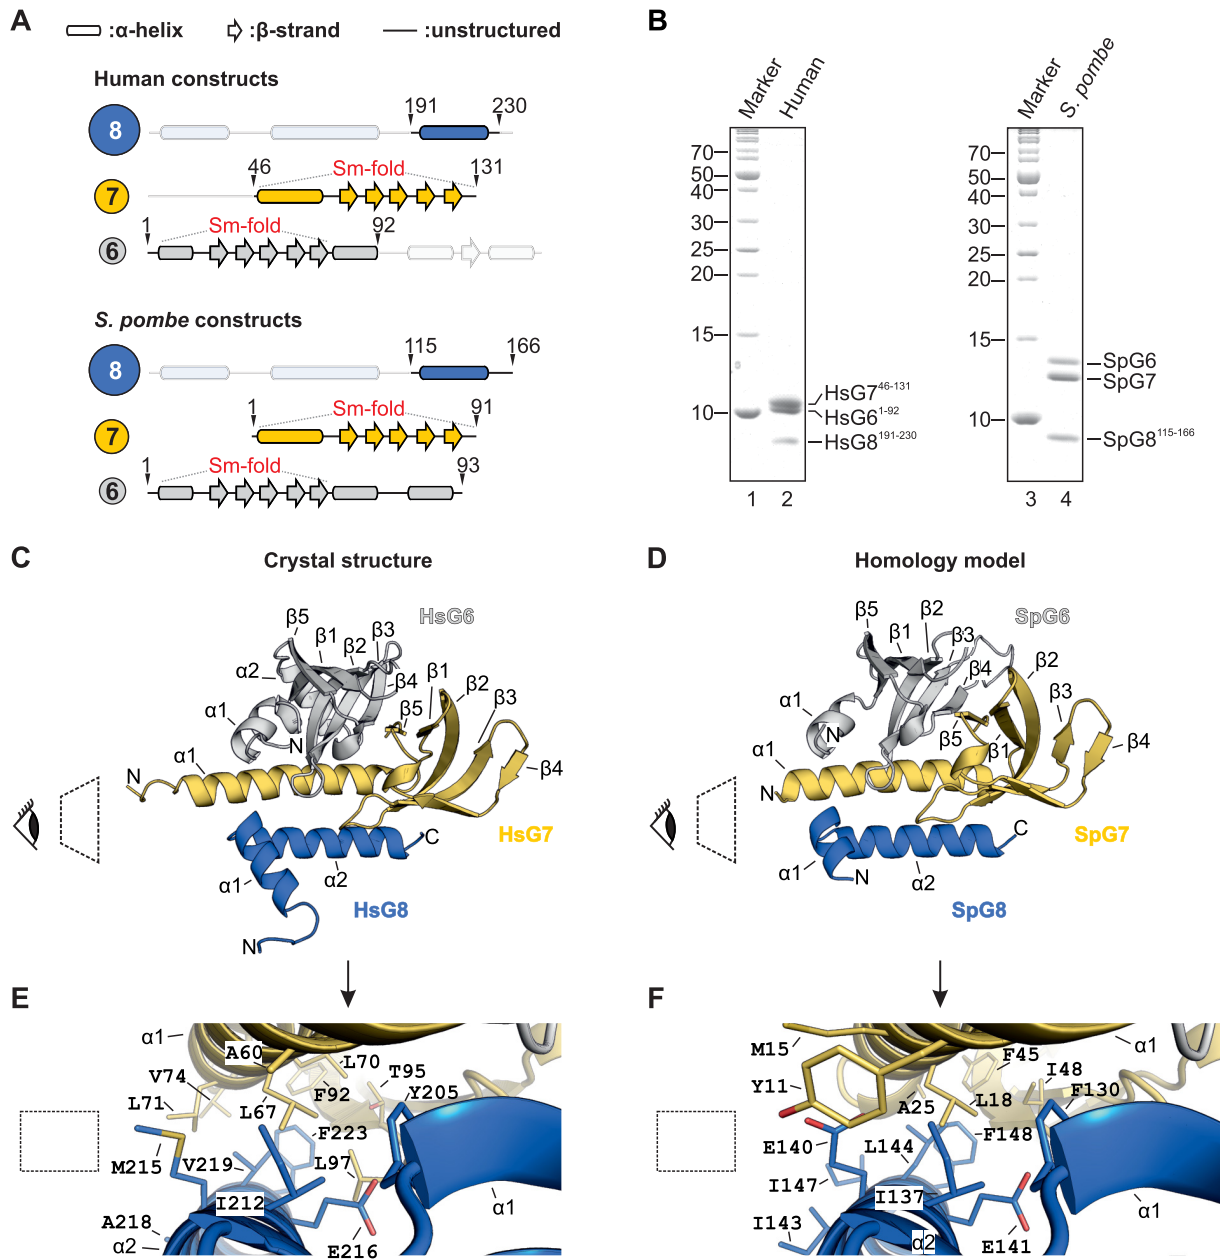 A
:α-helix :β-strand :unstructured
Human constructs
8 191 230
7 46 Sm-fold 131
6 1 Sm-fold 92
S. pombe constructs
8 115 166
7 1 Sm-fold 91
6 1 Sm-fold 93
B
Marker Human
70
50
40
30
25
20
15
10
HsG7 46-131
HsG6 1-92
HsG8 191-230
1 2
Marker S. pombe
70
50
40
30
25
20
15
10
SpG6
SpG7
SpG8 115-166
3 4
C Crystal structure
HsG6
β5 β1 β2 β3
α2 β4 β1 β2 β3
α1 N β5
N α1 β4
HsG7
C
α1 α2
HsG8
N
D Homology model
SpG6
β5 β1 β2 β3
β4 β2 β3
α1 N β5 β1 β4
α1
N
SpG7
C
α1 N α2
SpG8
E
α1 A60 L70
V74 F92 T95
L71 L67 Y205
F223
M215 V219 L97
I212 α1
A218
α2 E216
F
M15 F45 α1
Y11 I48
A25 L18 F130
E140 L144 F148
I147 I137 α1
I143 α2 E141